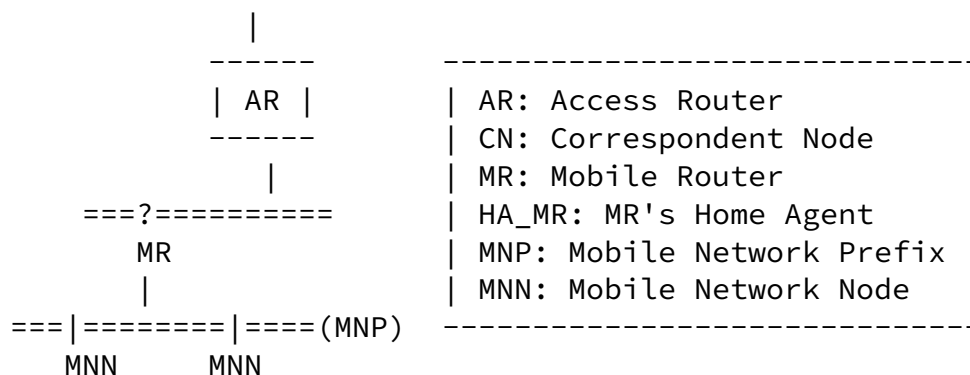 |
           ------       ------------------------------
           | AR |       | AR: Access Router
           ------       | CN: Correspondent Node
              |         | MR: Mobile Router
    ===?==========      | HA_MR: MR's Home Agent
       MR               | MNP: Mobile Network Prefix
       |                | MNN: Mobile Network Node
===|========|====(MNP)  ------------------------------
   MNN     MNN